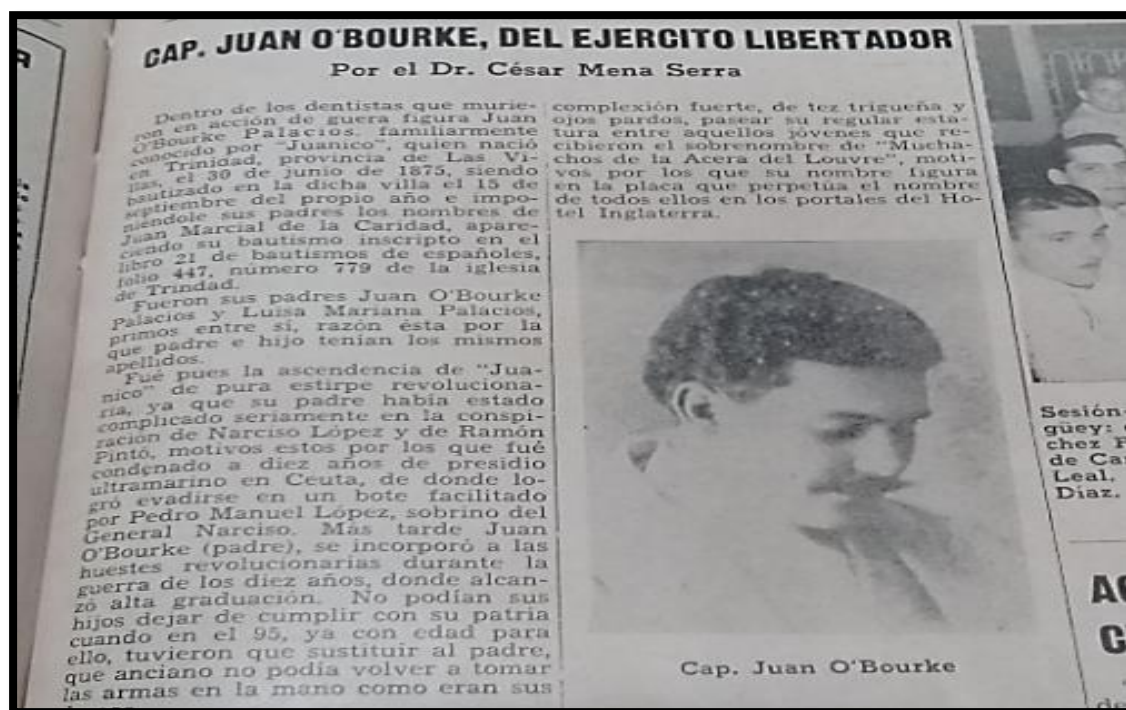 CAP. JUAN O'BOURKE, DEL EJERCITO LIBERTADOR
Por el Dr. César Mena Serra
Dentro de los dentistas que murie-
ron en acción de guera figura Juan
O'Bourke Palacios, familiarmente
conocido por "Juanico", quien nació
en Trinidad, provincia de Las Vi-
llas, el 30 de junio de 1875, siendo
bautizado en la dicha villa el 15 de
septiembre del propio año e impo-
niéndole sus padres los nombres de
Juan Marcial de la Caridad, apare-
ciendo su bautismo inscripto en el
libro 21 de bautismos de españoles,
folio 447, número 779 de la iglesia
de Trindad.
Fueron sus padres Juan O'Bourke
Palacios y Luisa Mariana Palacios,
primos entre sí, razón ésta por la
que padre e hijo tenían los mismos
apellidos.
Fué pues la ascendencia de "Jua-
nico" de pura estirpe revoluciona-
ria, ya que su padre había estado
complicado seriamente en la conspi-
ración de Narciso López y de Ramón
Pintó, motivos estos por los que fué
condenado a diez años de presidio
ultramarino en Ceuta, de donde lo-
gró evadirse en un bote facilitado
por Pedro Manuel López, sobrino del
General Narciso. Más tarde Juan
O'Bourke (padre), se incorporó a las
huestes revolucionarias durante la
guerra de los diez años, donde alcan-
zó alta graduación. No podían sus
hijos dejar de cumplir con su patria
cuando en el 95, ya con edad para
ello, tuvieron que sustituir al padre,
que anciano no podía volver a tomar
las armas en la mano como eran sus
complexión fuerte, de tez trigueña y
ojos pardos, pasear su regular esta-
tura entre aquellos jóvenes que re-
cibieron el sobrenombre de "Mucha-
chos de la Acera del Louvre", moti-
vos por los que su nombre figura
en la placa que perpetúa el nombre
de todos ellos en los portales del Ho-
tel Inglaterra.
Cap. Juan O'Bourke
Sesión
güey:
chez
de
Leal,
Díaz.